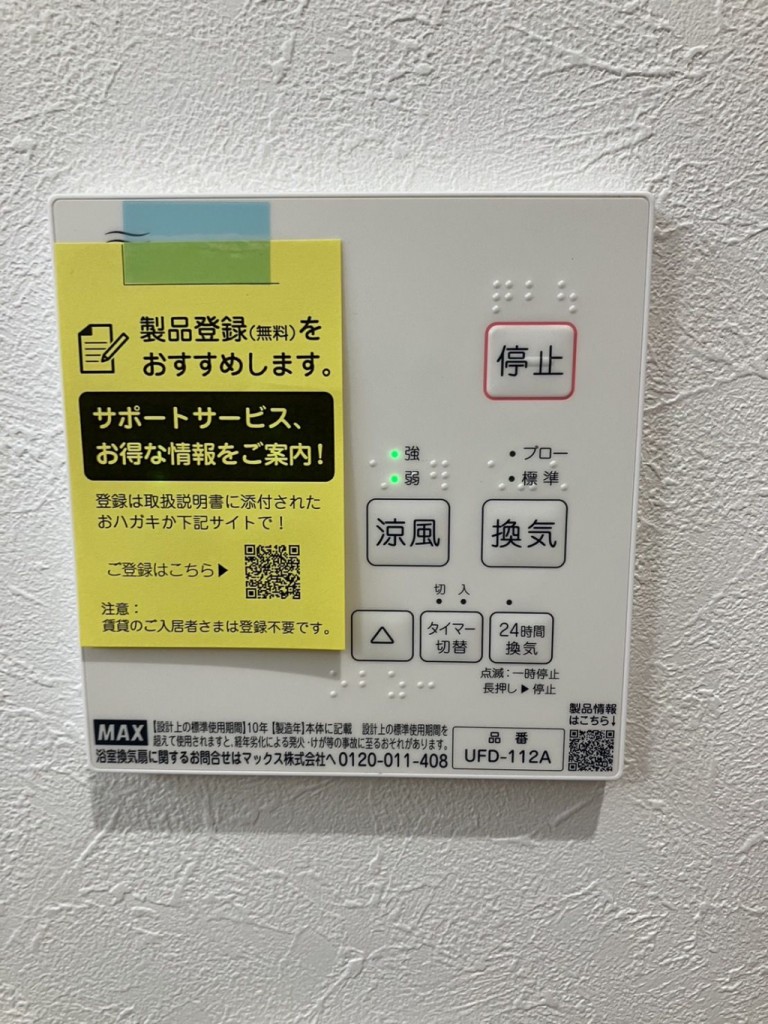 製品登録(無料)を
おすすめします。
サポートサービス、
お得な情報をご案内!
登録は取扱説明書に添付された
おハガキか下記サイトで!
ご登録はこちら▶
注意:
賃貸のご入居者さまは登録不要です。
停止
強
弱
涼風
ブロー
標準
換気
切 入
△
タイマー
切替
24時間
換気
点滅:一時停止
長押し▶停止
製品情報
はこちら↓
MAX
【設計上の標準使用期間】10年【製造年】本体に記載 設計上の標準使用期間を
超えて使用されますと、経年劣化による発火・けが等の事故に至るおそれがあります。
浴室換気扇に関するお問合せはマックス株式会社へ 0120-011-408
品番
UFD-112A